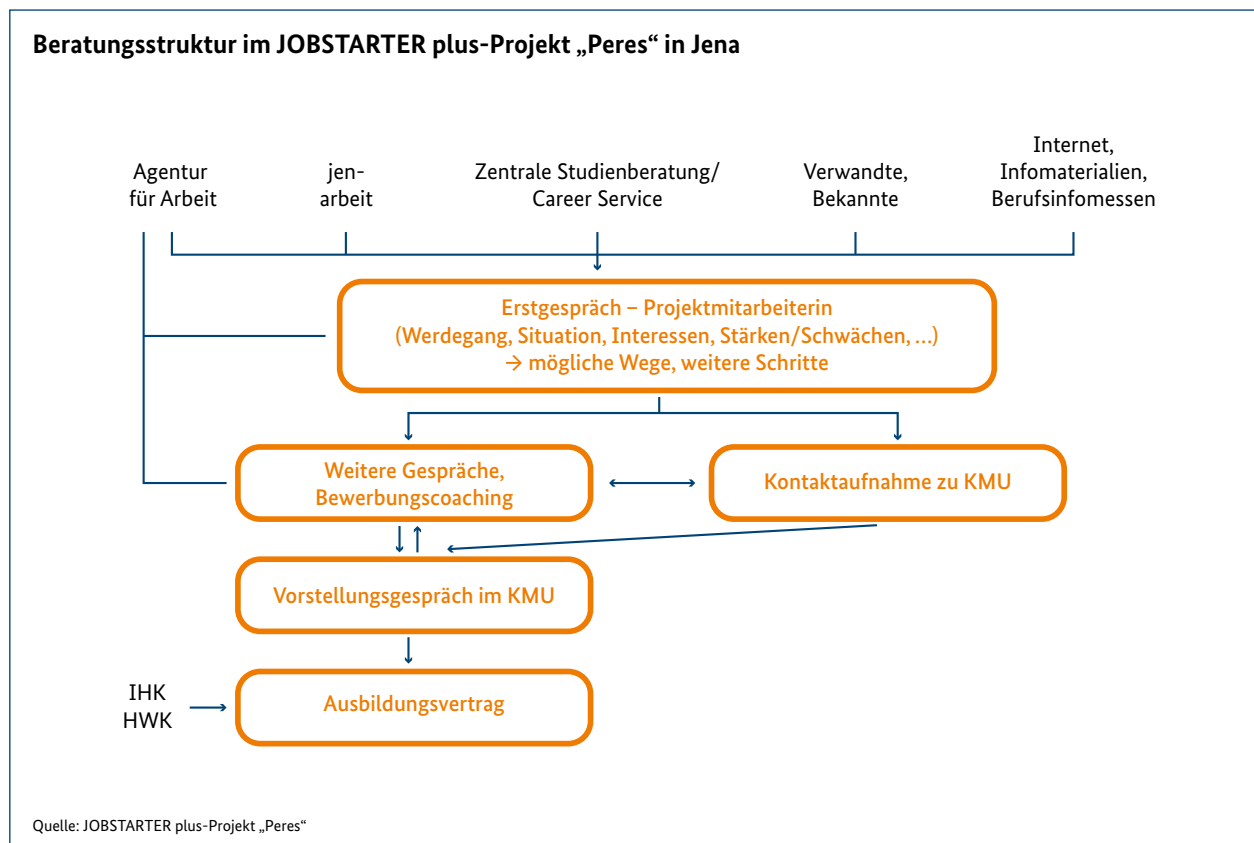 Beratungsstruktur im JOBSTARTER plus-Projekt „Peres“ in Jena
Agentur
für Arbeit
jen-
arbeit
Zentrale Studienberatung/
Career Service
Verwandte,
Bekannte
Internet,
Infomaterialien,
Berufsinfomessen
Erstgespräch – Projektmitarbeiterin
(Werdegang, Situation, Interessen, Stärken/Schwächen, …)
→ mögliche Wege, weitere Schritte
Weitere Gespräche,
Bewerbungscoaching
Kontaktaufnahme zu KMU
Vorstellungsgespräch im KMU
IHK
HWK
Ausbildungsvertrag
Quelle: JOBSTARTER plus-Projekt „Peres“